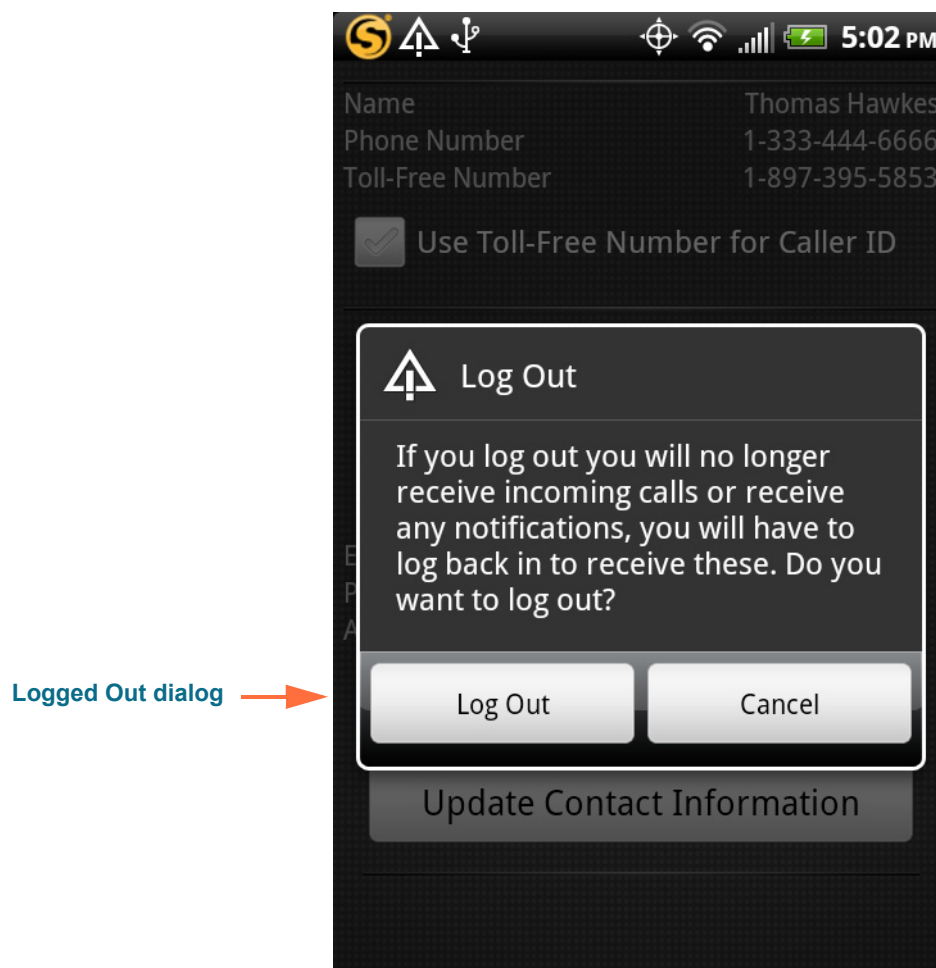 5:02 PM
Name Thomas Hawkes
Phone Number 1-333-444-6666
Toll-Free Number 1-897-395-5853
Use Toll-Free Number for Caller ID
Log Out
If you log out you will no longer
receive incoming calls or receive
any notifications, you will have to
log back in to receive these. Do you
want to log out?
Logged Out dialog
Log Out Cancel
Update Contact Information